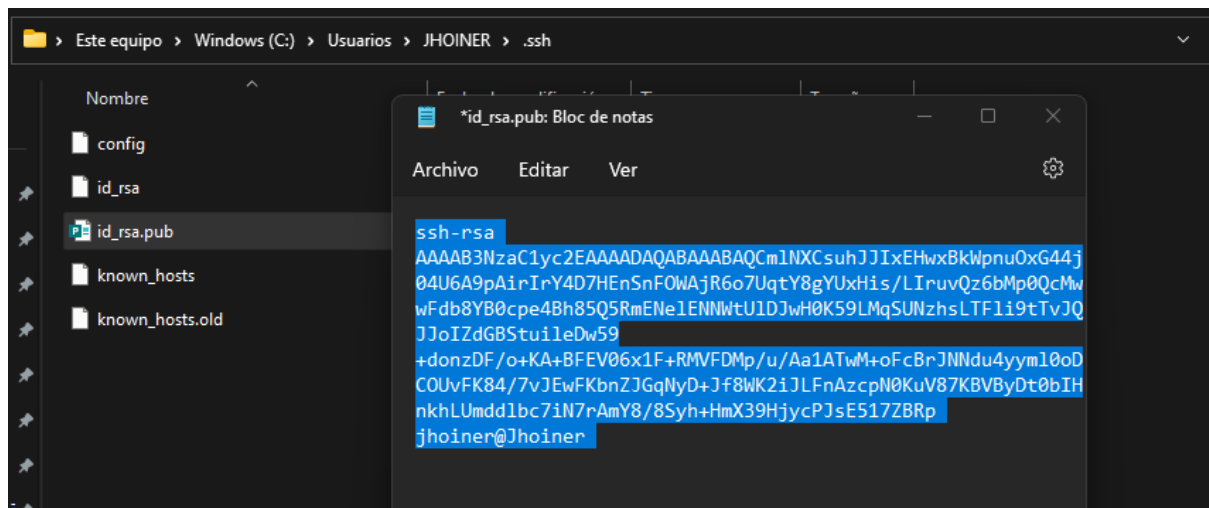 Este equipo > Windows (C:) > Usuarios > JHOINER > .ssh
Nombre
config
id_rsa
id_rsa.pub
known_hosts
known_hosts.old
*id_rsa.pub: Bloc de notas
Archivo Editar Ver
ssh-rsa
AAAAB3NzaC1yc2EAAAADAQABAAABAQCmlNXCsuhJJIxEHwxBkWpnuOxG44j
04U6A9pAirIrY4D7HEnSnFOWAjR6o7UqtY8gYUxHis/LIruvQz6bMp0QcMw
wFdb8YB0cpe4Bh85Q5RmENelENNWtUlDJwH0K59LMqSUNzhsLTFli9tTvJQ
JJoIZdGBStuileDw59
+donzDF/o+KA+BFEV06x1F+RMVFDMp/u/Aa1ATwM+oFcBrJNNdu4yyml0oD
COUvFK84/7vJEwFKbnZJGqNyD+Jf8WK2iJLFnAzcpN0KuV87KBVByDt0bIH
nkhLUmddlbc7iN7rAmY8/8Syh+HmX39HjycPJsE517ZBRp
jhoiner@Jhoiner